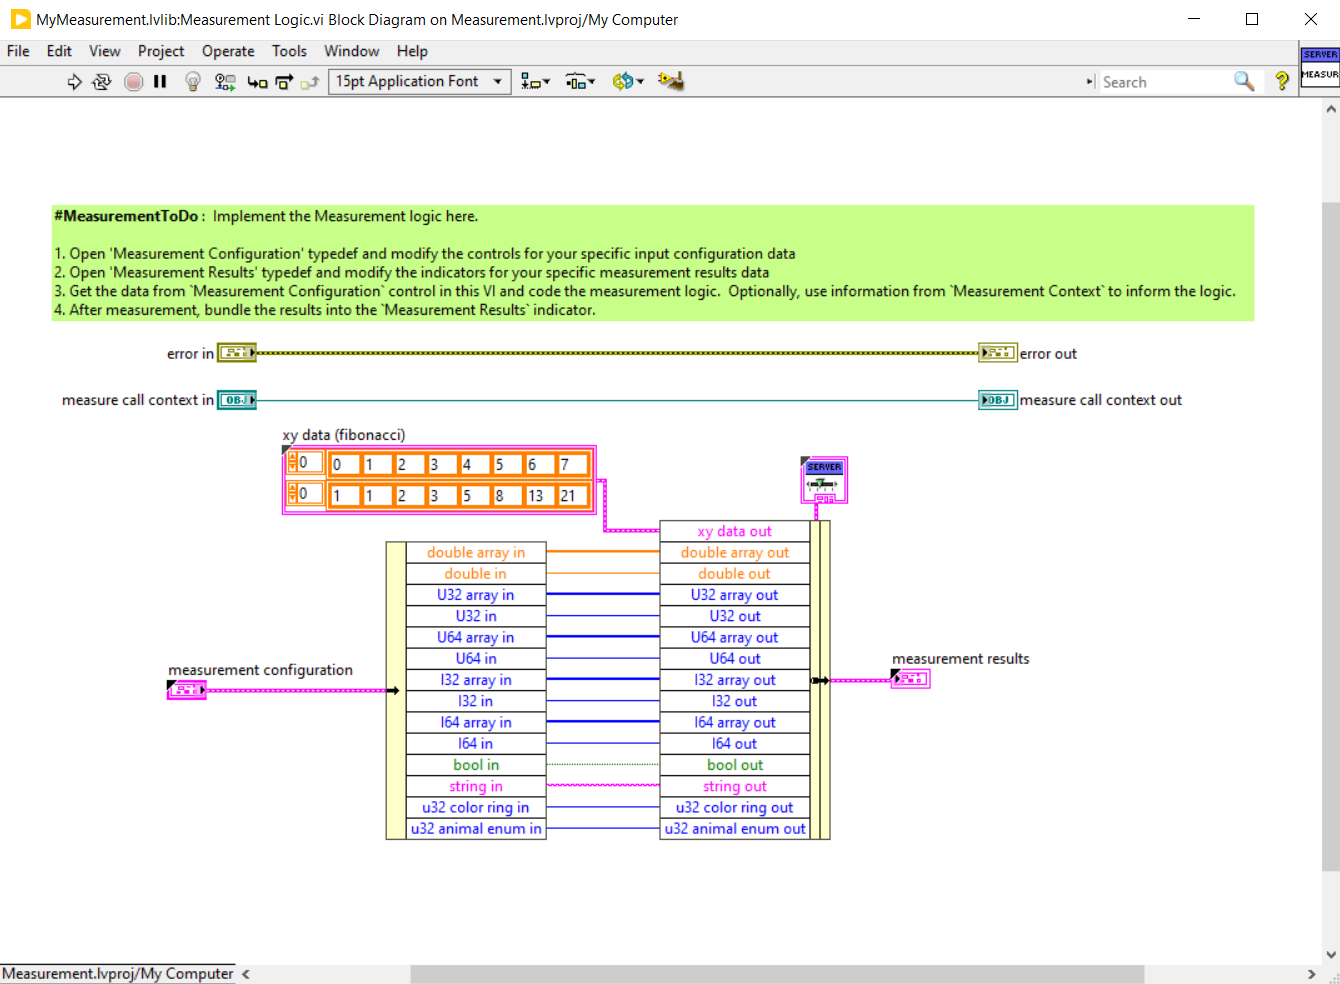 MyMeasurement.lvlib:Measurement Logic.vi Block Diagram on Measurement.lvproj/My Computer
File Edit View Project Operate Tools Window Help
15pt Application Font
Search
SERVER
MEASUR
#MeasurementToDo : Implement the Measurement logic here.
1. Open 'Measurement Configuration' typedef and modify the controls for your specific input configuration data
2. Open 'Measurement Results' typedef and modify the indicators for your specific measurement results data
3. Get the data from `Measurement Configuration` control in this VI and code the measurement logic. Optionally, use information from `Measurement Context` to inform the logic.
4. After measurement, bundle the results into the `Measurement Results` indicator.
error in error out
measure call context in OBJ OBJ measure call context out
xy data (fibonacci)
0 0 1 2 3 4 5 6 7
0 1 1 2 3 5 8 13 21
SERVER
xy data out
double array in double array out
double in double out
U32 array in U32 array out
U32 in U32 out
U64 array in U64 array out
U64 in U64 out
measurement results
measurement configuration
I32 array in I32 array out
I32 in I32 out
I64 array in I64 array out
I64 in I64 out
bool in bool out
string in string out
u32 color ring in u32 color ring out
u32 animal enum in u32 animal enum out
Measurement.lvproj/My Computer